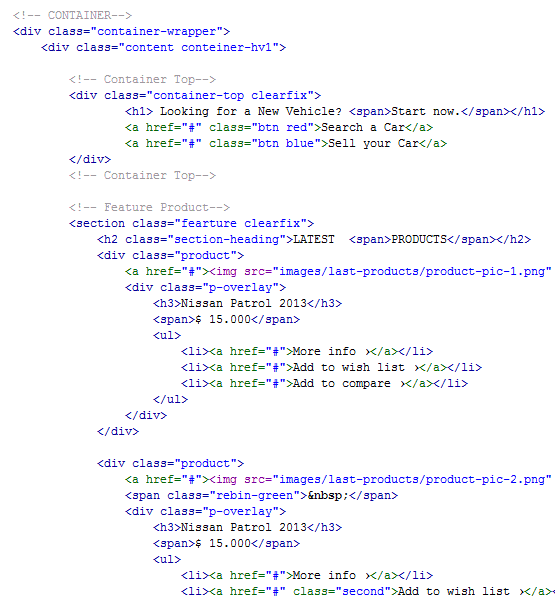 <!-- CONTAINER-->
<div class="container-wrapper">
<div class="content conteiner-hv1">
<!-- Container Top-->
<div class="container-top clearfix">
<h1> Looking for a New Vehicle? <span>Start now.</span></h1>
<a href="#" class="btn red">Search a Car</a>
<a href="#" class="btn blue">Sell your Car</a>
</div>
<!-- Container Top-->
<!-- Feature Product-->
<section class="fearture clearfix">
<h2 class="section-heading">LATEST  <span>PRODUCTS</span></h2>
<div class="product">
<a href="#"><img src="images/last-products/product-pic-1.png"
<div class="p-overlay">
<h3>Nissan Patrol 2013</h3>
<span>$ 15.000</span>
<ul>
<li><a href="#">More info ›</a></li>
<li><a href="#">Add to wish list ›</a></li>
<li><a href="#">Add to compare ›</a></li>
</ul>
</div>
</div>
<div class="product">
<a href="#"><img src="images/last-products/product-pic-2.png"
<span class="rebin-green">&nbsp;</span>
<div class="p-overlay">
<h3>Nissan Patrol 2013</h3>
<span>$ 15.000</span>
<ul>
<li><a href="#">More info ›</a></li>
<li><a href="#" class="second">Add to wish list ›</a><